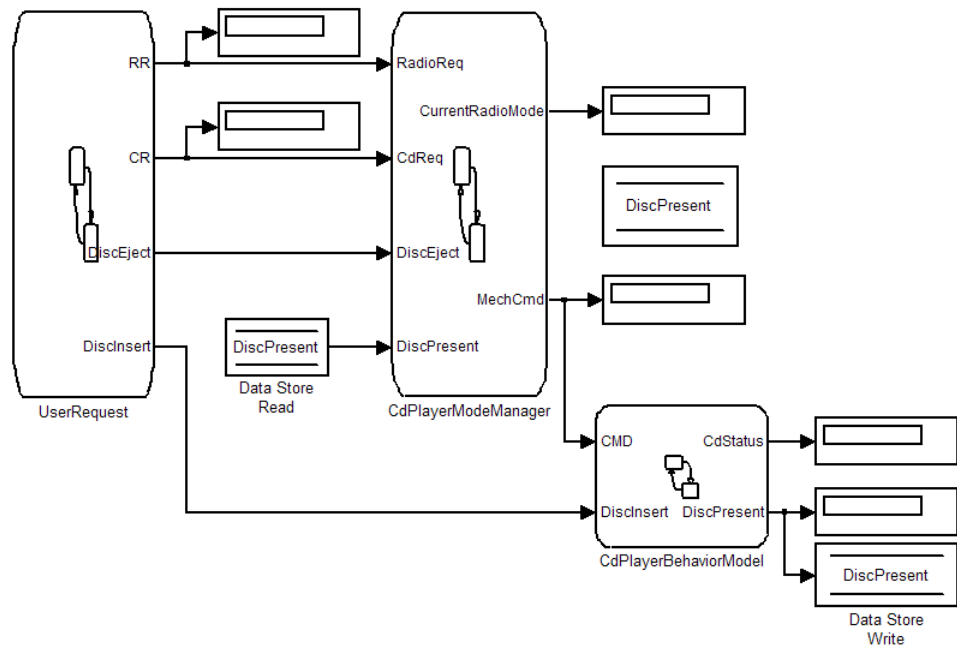 RR
RadioReq
CurrentRadioMode
CR
CdReq
DiscPresent
DiscEject
DiscEject
MechCmd
DiscInsert
DiscPresent
DiscPresent
Data Store
Read
UserRequest
CdPlayerModeManager
CMD
CdStatus
DiscInsert
DiscPresent
CdPlayerBehaviorModel
DiscPresent
Data Store
Write